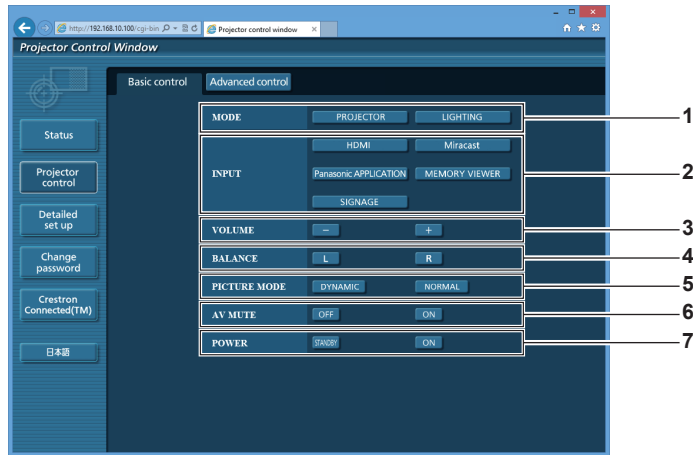 http://192.168.10.100/cgi-bin
Projector control window
Projector Control Window
Basic control
Advanced control
Status
Projector
control
Detailed
set up
Change
password
Crestron
Connected(TM)
日本語
MODE PROJECTOR LIGHTING 1
INPUT HDMI Miracast 2
Panasonic APPLICATION MEMORY VIEWER
SIGNAGE
VOLUME − + 3
BALANCE L R 4
PICTURE MODE DYNAMIC NORMAL 5
AV MUTE OFF ON 6
POWER STANDBY ON 7